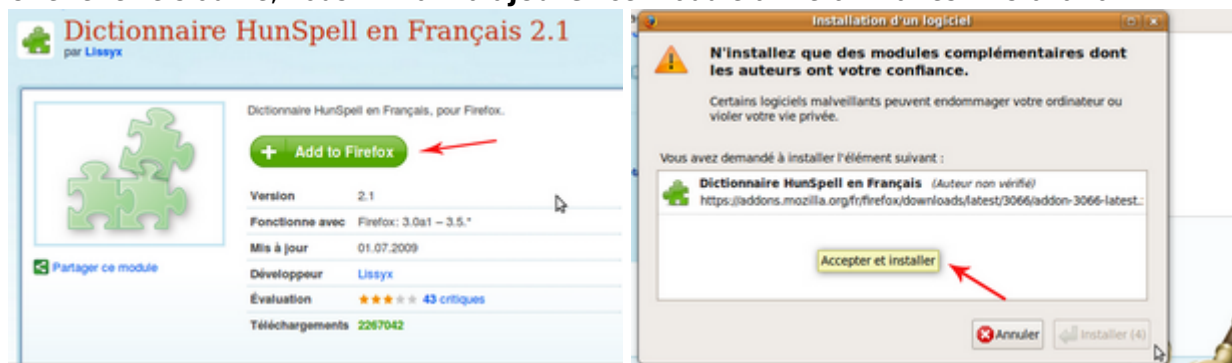 Dictionnaire HunSpell en Français 2.1
par Lissyx
Dictionnaire HunSpell en Français, pour Firefox.
+ Add to Firefox
Version 2.1
Fonctionne avec Firefox: 3.0a1 – 3.5.*
Mis à jour 01.07.2009
Partager ce module
Développeur Lissyx
Évaluation 43 critiques
Téléchargements 2267042
Installation d'un logiciel
N'installez que des modules complémentaires dont
les auteurs ont votre confiance.
Certains logiciels malveillants peuvent endommager votre ordinateur ou
violer votre vie privée.
Vous avez demandé à installer l'élément suivant :
Dictionnaire HunSpell en Français (Auteur non vérifié)
https://addons.mozilla.org/fr/firefox/downloads/latest/3066/addon-3066-latest.:
Accepter et installer
Annuler
Installer (4)